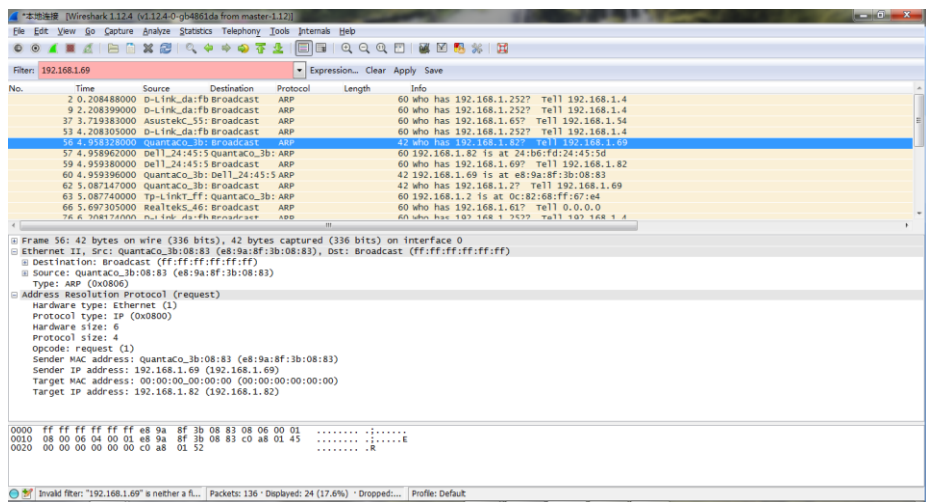 *本地连接 [Wireshark 1.12.4 (v1.12.4-0-gb4861da from master-1.12)]
File Edit View Go Capture Analyze Statistics Telephony Tools Internals Help
Filter: 192.168.1.69 Expression... Clear Apply Save
No. Time Source Destination Protocol Length Info
2 0.208488000 D-Link_da:fb Broadcast ARP 60 who has 192.168.1.252? Tell 192.168.1.4
9 2.208399000 D-Link_da:fb Broadcast ARP 60 who has 192.168.1.252? Tell 192.168.1.4
37 3.719383000 AsustekC_55: Broadcast ARP 60 who has 192.168.1.65? Tell 192.168.1.54
53 4.208305000 D-Link_da:fb Broadcast ARP 60 who has 192.168.1.252? Tell 192.168.1.4
56 4.958328000 QuantaCo_3b: Broadcast ARP 42 who has 192.168.1.82? Tell 192.168.1.69
57 4.958962000 Dell_24:45:5 QuantaCo_3b: ARP 60 192.168.1.82 is at 24:b6:fd:24:45:5d
59 4.959380000 Dell_24:45:5 Broadcast ARP 60 who has 192.168.1.69? Tell 192.168.1.82
60 4.959396000 QuantaCo_3b: Dell_24:45:5 ARP 42 192.168.1.69 is at e8:9a:8f:3b:08:83
62 5.087147000 QuantaCo_3b: Broadcast ARP 42 who has 192.168.1.2? Tell 192.168.1.69
63 5.087740000 Tp-LinkT_ff: QuantaCo_3b: ARP 60 192.168.1.2 is at 0c:82:68:ff:67:e4
66 5.697305000 RealtekS_46: Broadcast ARP 60 who has 192.168.1.61? Tell 0.0.0.0
76 6.208174000 D-Link_da:fb Broadcast ARP 60 who has 192.168.1.252? Tell 192.168.1.4
Frame 56: 42 bytes on wire (336 bits), 42 bytes captured (336 bits) on interface 0
Ethernet II, Src: QuantaCo_3b:08:83 (e8:9a:8f:3b:08:83), Dst: Broadcast (ff:ff:ff:ff:ff:ff)
Destination: Broadcast (ff:ff:ff:ff:ff:ff)
Source: QuantaCo_3b:08:83 (e8:9a:8f:3b:08:83)
Type: ARP (0x0806)
Address Resolution Protocol (request)
Hardware type: Ethernet (1)
Protocol type: IP (0x0800)
Hardware size: 6
Protocol size: 4
Opcode: request (1)
Sender MAC address: QuantaCo_3b:08:83 (e8:9a:8f:3b:08:83)
Sender IP address: 192.168.1.69 (192.168.1.69)
Target MAC address: 00:00:00_00:00:00 (00:00:00:00:00:00)
Target IP address: 192.168.1.82 (192.168.1.82)
0000 ff ff ff ff ff ff e8 9a 8f 3b 08 83 08 06 00 01 ........ .;......
0010 08 00 06 04 00 01 e8 9a 8f 3b 08 83 c0 a8 01 45 ........ .;.....E
0020 00 00 00 00 00 00 c0 a8 01 52 ........ .R
Invalid filter: "192.168.1.69" is neither a fi... Packets: 136 · Displayed: 24 (17.6%) · Dropped:... Profile: Default